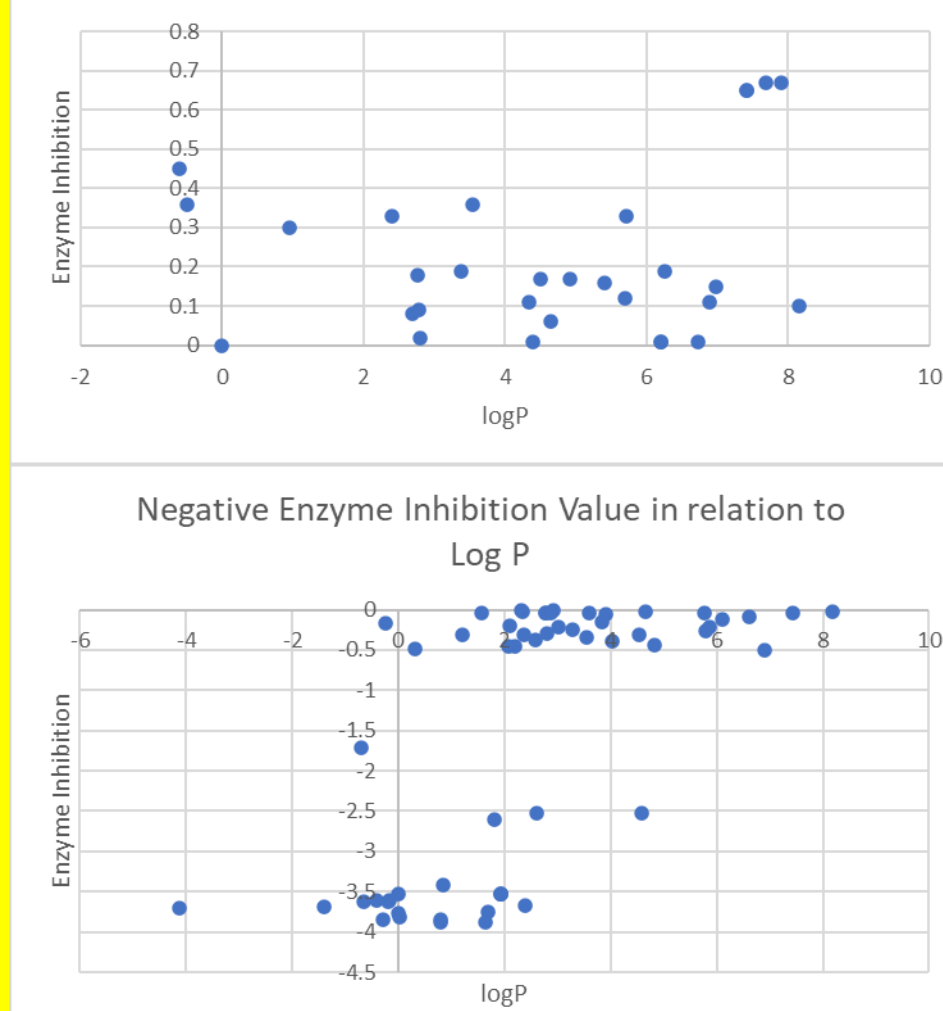 0.8
0.7
0.6
0.5
0.4
0.3
0.2
0.1
0
Enzyme Inhibition
-2 0 2 4 6 8 10
logP
Negative Enzyme Inhibition Value in relation to
Log P
0
-6 -4 -2 0 2 4 6 8 10
-0.5
-1
-1.5
-2
-2.5
-3
-3.5
-4
-4.5
Enzyme Inhibition
logP